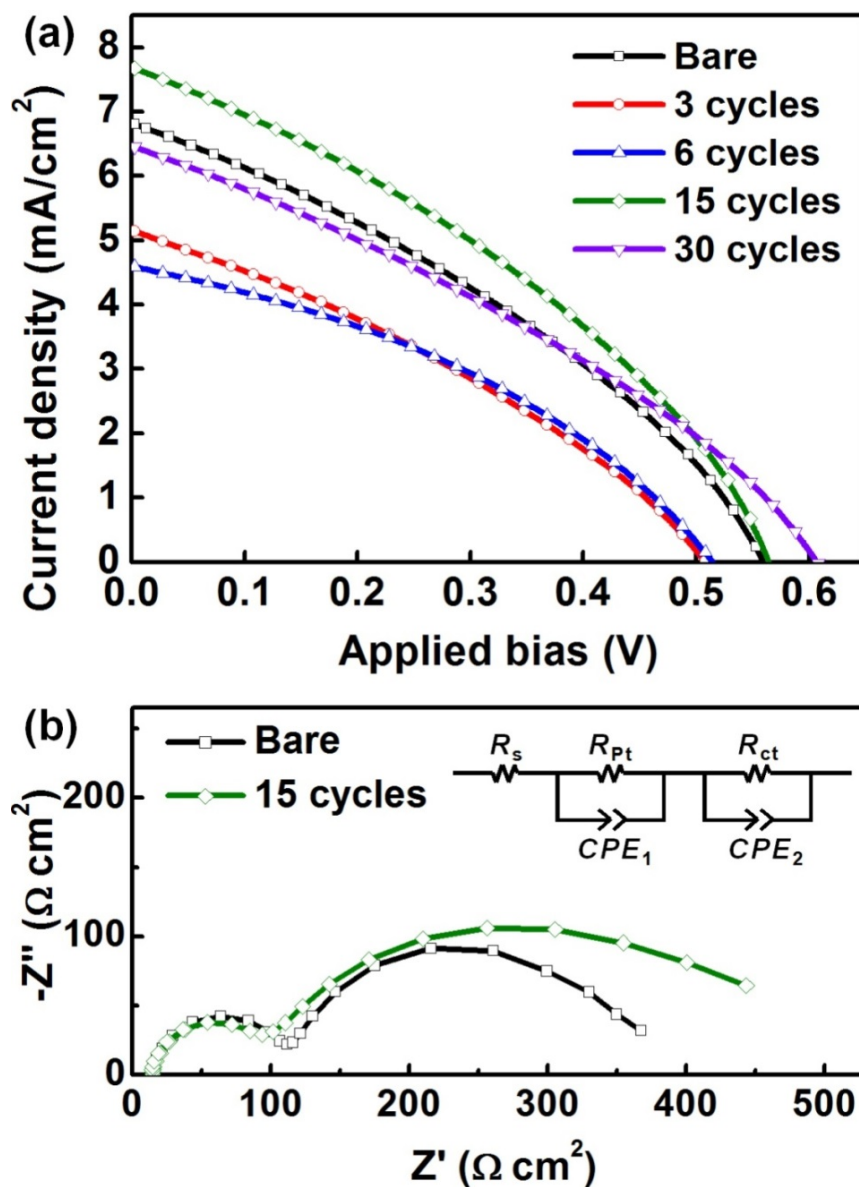 (a)
Current density (mA/cm²)
8
7
6
5
4
3
2
1
0
Bare
3 cycles
6 cycles
15 cycles
30 cycles
0.0 0.1 0.2 0.3 0.4 0.5 0.6
Applied bias (V)
(b)
-Z'' (Ω cm²)
200
100
0
Bare
15 cycles
Rs RPt Rct
CPE1 CPE2
0 100 200 300 400 500
Z' (Ω cm²)